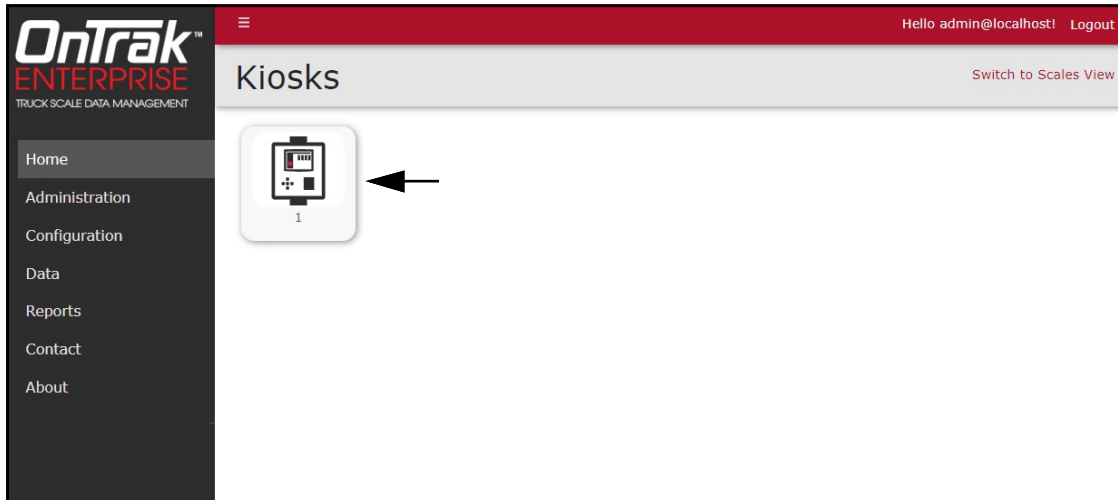 OnTrak™
ENTERPRISE
TRUCK SCALE DATA MANAGEMENT
☰
Hello admin@localhost! Logout
Kiosks
Switch to Scales View
Home
Administration
Configuration
Data
Reports
Contact
About
1